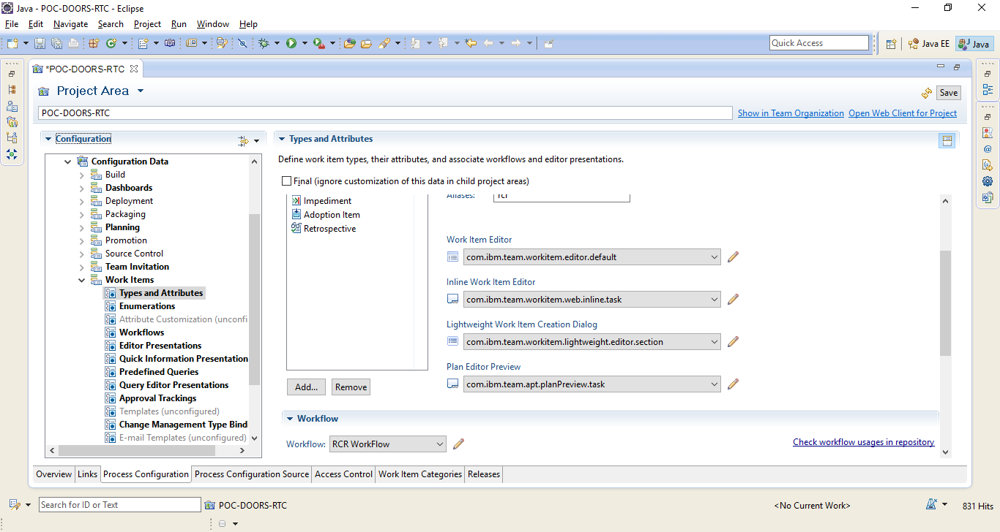 Java - POC-DOORS-RTC - Eclipse
File Edit Navigate Search Project Run Window Help
Quick Access
Java EE
Java
*POC-DOORS-RTC
Project Area
Save
POC-DOORS-RTC
Show in Team Organization
Open Web Client for Project
Configuration
Configuration Data
Build
Dashboards
Deployment
Packaging
Planning
Promotion
Source Control
Team Invitation
Work Items
Types and Attributes
Enumerations
Attribute Customization (unconfi
Workflows
Editor Presentations
Quick Information Presentation
Predefined Queries
Query Editor Presentations
Approval Trackings
Templates (unconfigured)
Change Management Type Bind
E-mail Templates (unconfigured)
Types and Attributes
Define work item types, their attributes, and associate workflows and editor presentations.
Final (ignore customization of this data in child project areas)
Impediment
Adoption Item
Retrospective
Add...
Remove
Aliases:
rcr
Work Item Editor
com.ibm.team.workitem.editor.default
Inline Work Item Editor
com.ibm.team.workitem.web.inline.task
Lightweight Work Item Creation Dialog
com.ibm.team.workitem.lightweight.editor.section
Plan Editor Preview
com.ibm.team.apt.planPreview.task
Workflow
Workflow:
RCR WorkFlow
Check workflow usages in repository
Overview
Links
Process Configuration
Process Configuration Source
Access Control
Work Item Categories
Releases
Search for ID or Text
POC-DOORS-RTC
<No Current Work>
831 Hits